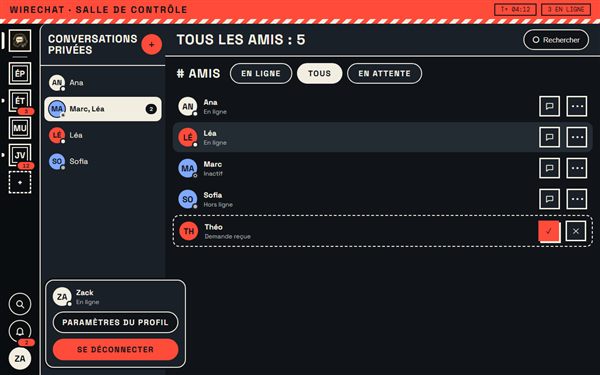 WIRECHAT · SALLE DE CONTRÔLE
T+ 04:12
3 EN LIGNE
CONVERSATIONS PRIVÉES
+
TOUS LES AMIS : 5
Rechercher
# AMIS
EN LIGNE
TOUS
EN ATTENTE
ÉP
ÉT
2
MU
JV
12
+
AN
Ana
MA
Marc, Léa
2
LÉ
Léa
SO
Sofia
AN
Ana
En ligne
LÉ
Léa
En ligne
MA
Marc
Inactif
SO
Sofia
Hors ligne
TH
Théo
Demande reçue
ZA
Zack
En ligne
PARAMÈTRES DU PROFIL
SE DÉCONNECTER
ZA